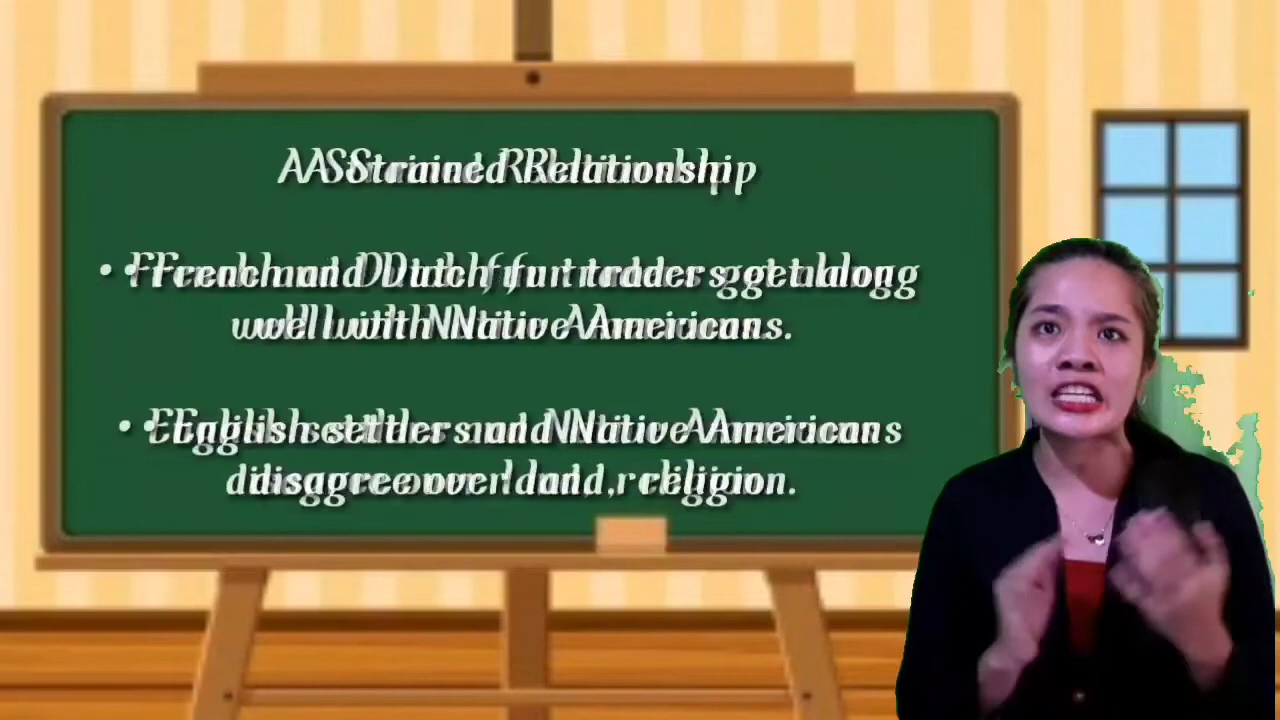 A Strained Relationship
• French and Dutch fur traders get along
well with Native Americans.
• English settlers and Native Americans
disagree over land, religion.